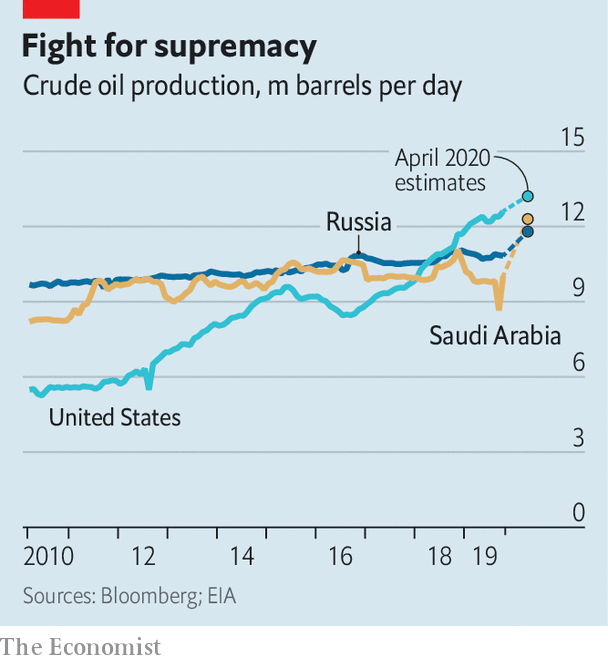 Fight for supremacy
Crude oil production, m barrels per day
15
April 2020
estimates
12
Russia
9
Saudi Arabia
6
United States
3
0
2010 12 14 16 18 19
Sources: Bloomberg; EIA
The Economist